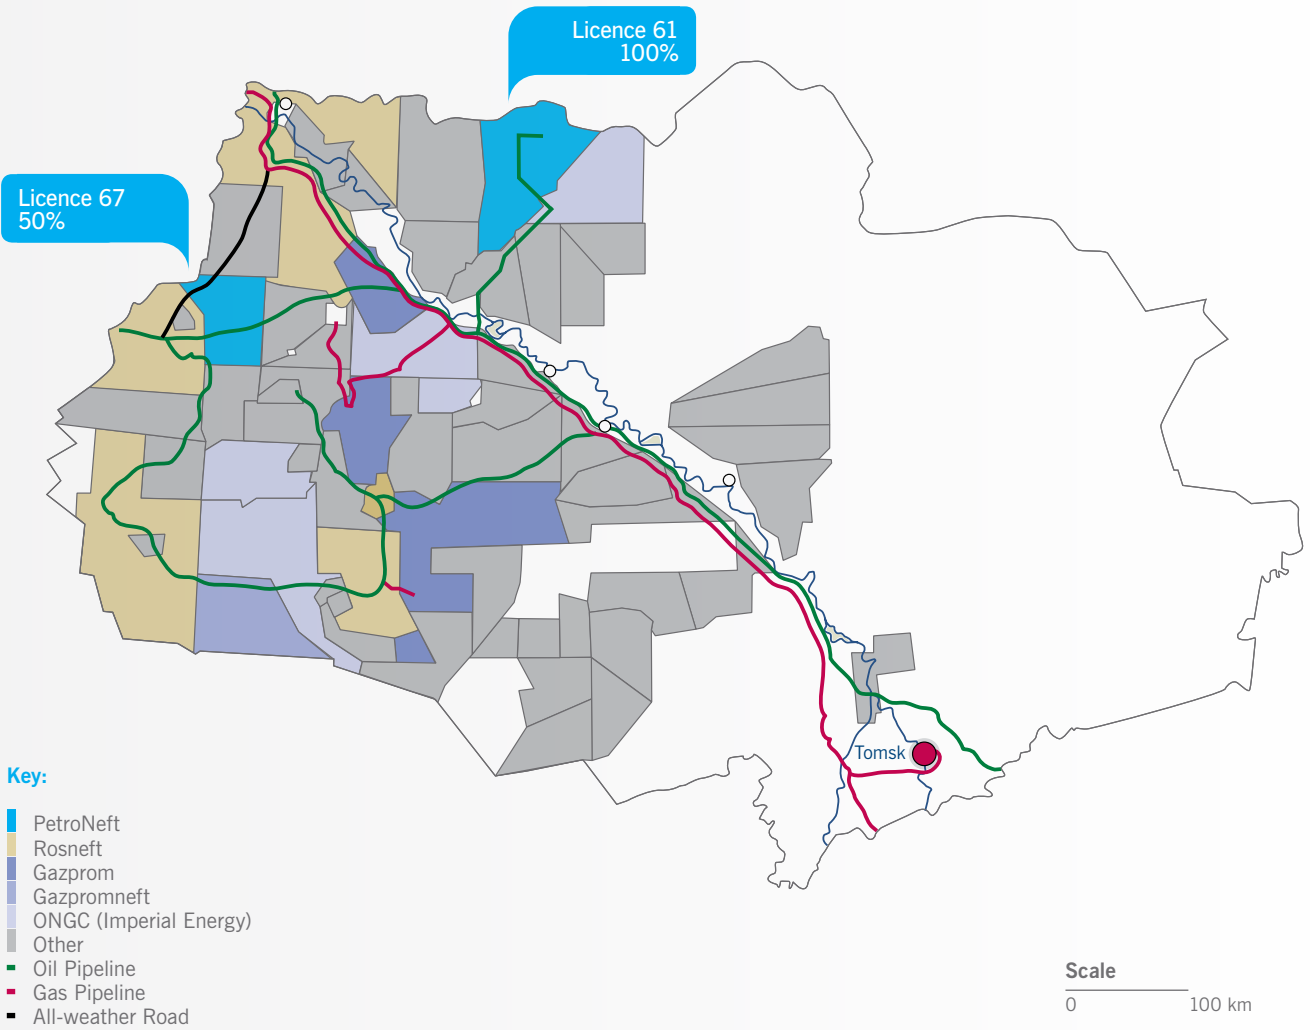 Licence 61
100%
Licence 67
50%
Tomsk
Key:
PetroNeft
Rosneft
Gazprom
Gazpromneft
ONGC (Imperial Energy)
Other
Oil Pipeline
Gas Pipeline
All-weather Road
Scale
0 100 km